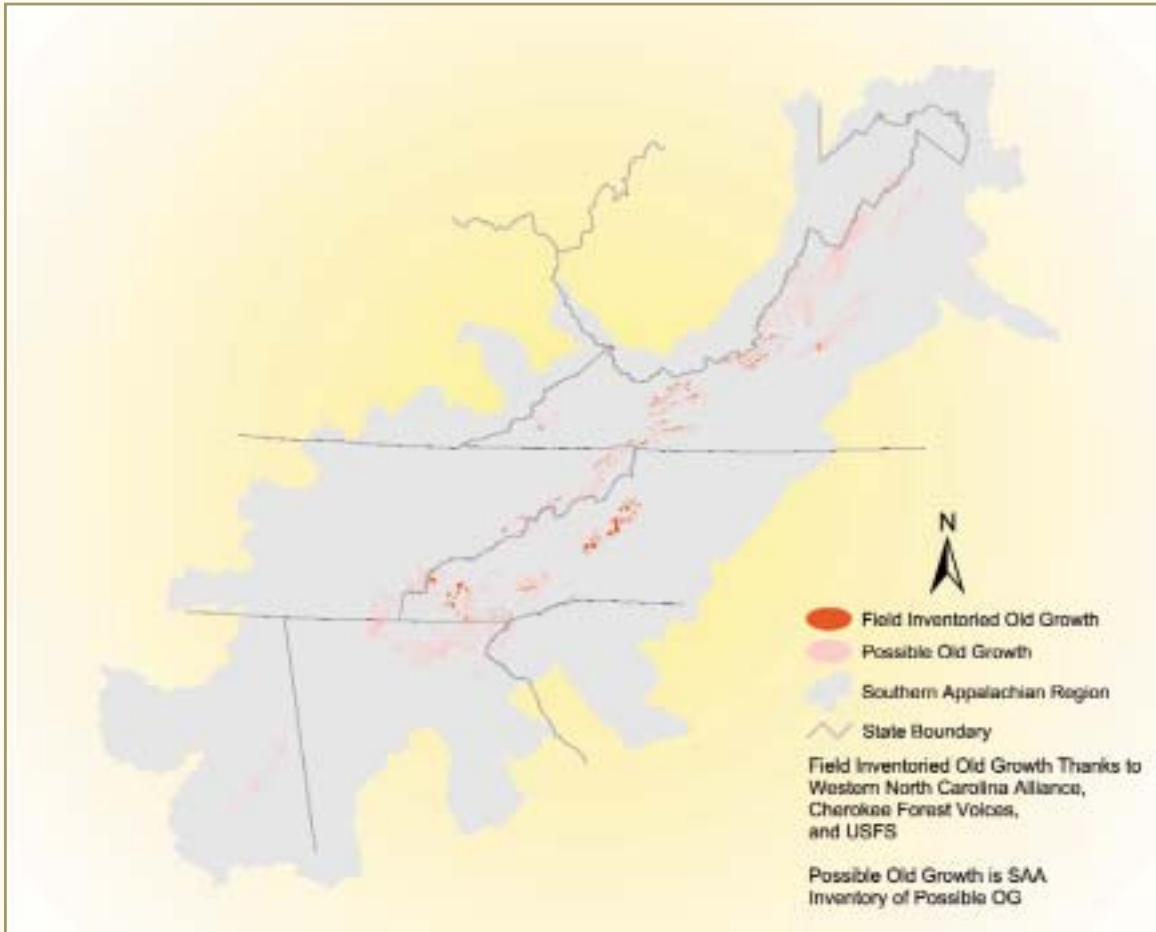 N
Field Inventoried Old Growth
Possible Old Growth
Southern Appalachian Region
State Boundary
Field Inventoried Old Growth Thanks to
Western North Carolina Alliance,
Cherokee Forest Voices,
and USFS
Possible Old Growth is SAA
Inventory of Possible OG